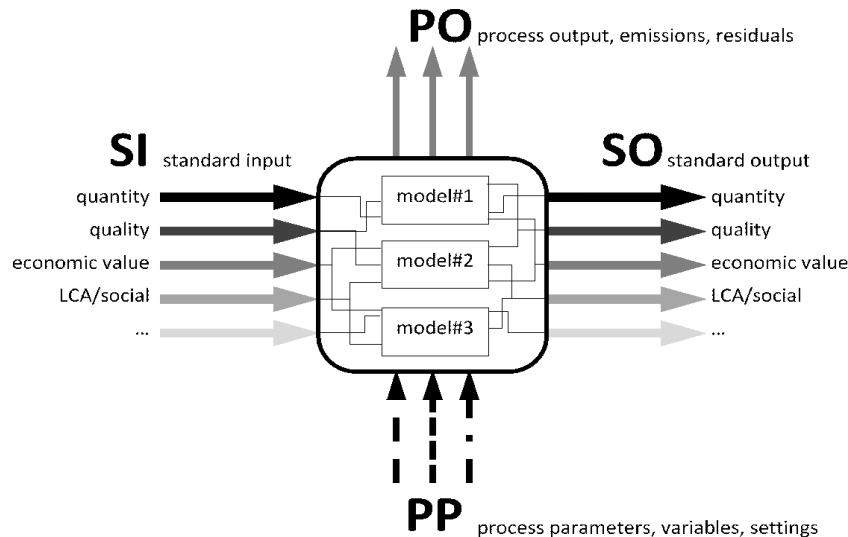 PO process output, emissions, residuals
SI standard input
SO standard output
quantity
quality
economic value
LCA/social
...
model#1
model#2
model#3
quantity
quality
economic value
LCA/social
...
PP process parameters, variables, settings